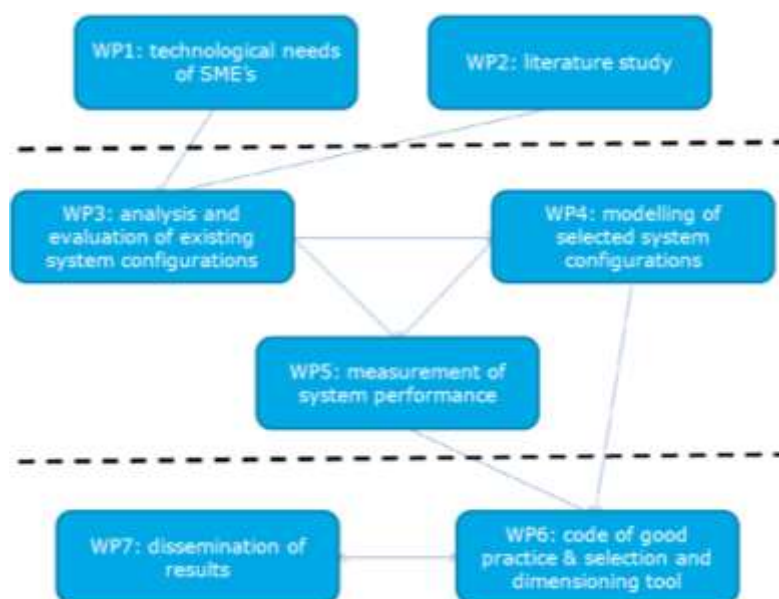 WP1: technological needs
of SME's
WP2: literature study
WP3: analysis and
evaluation of existing
system configurations
WP4: modelling of
selected system
configurations
WP5: measurement of
system performance
WP7: dissemination of
results
WP6: code of good
practice & selection and
dimensioning tool